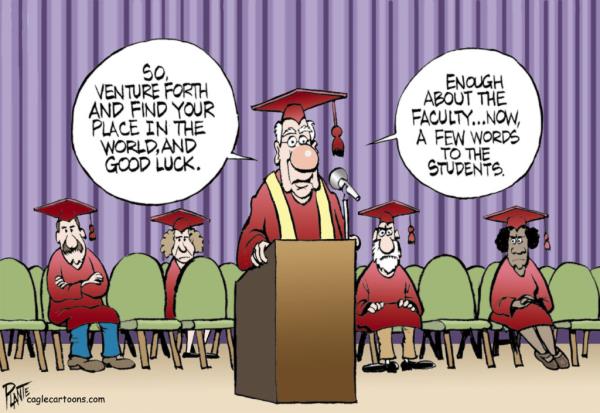 SO,
VENTURE FORTH
AND FIND YOUR
PLACE IN THE
WORLD, AND
GOOD LUCK.
ENOUGH
ABOUT THE
FACULTY...NOW,
A FEW WORDS
TO THE
STUDENTS.
PLANTE
caglecartoons.com